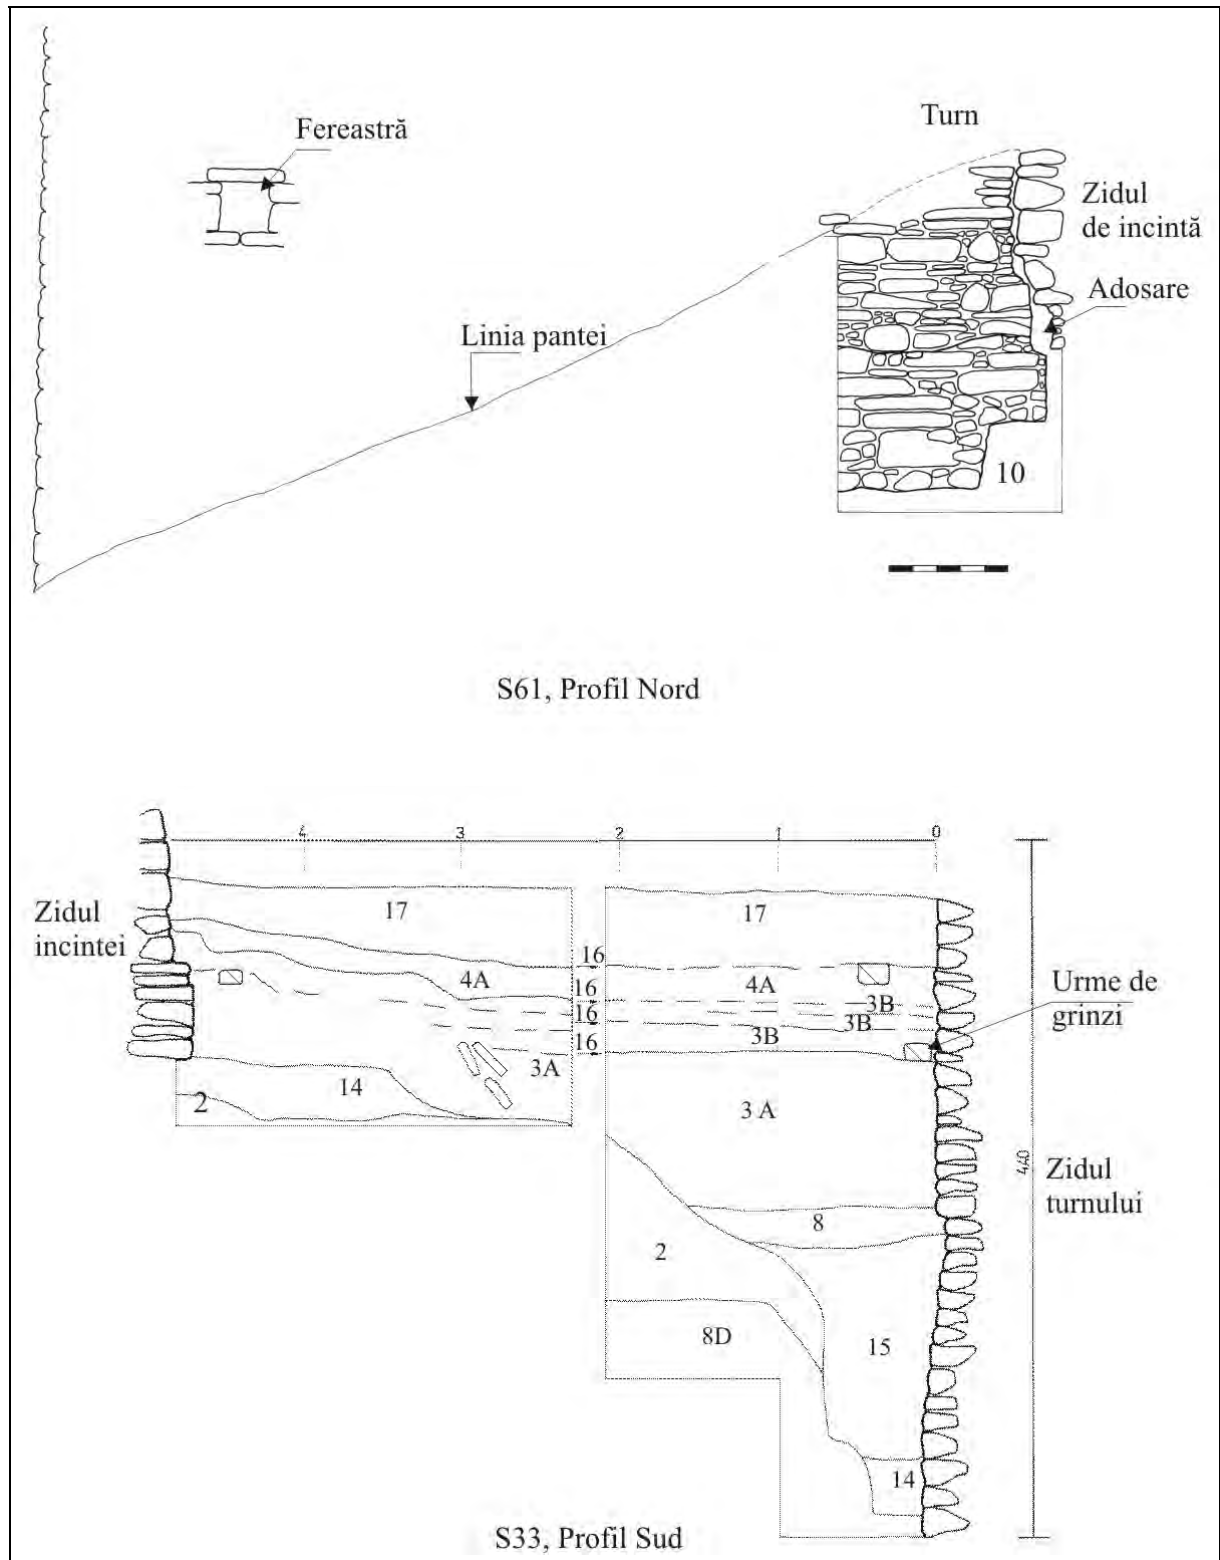 Fereastră
Turn
Zidul
de incintă
Adosare
Linia pantei
10
S61, Profil Nord
4 3 2 1 0
Zidul
incintei
17 17
16
4A 4A
16
3B
16
3B
3B
16
3A
Urme de
grinzi
14
2
3 A
440
Zidul
turnului
8
2
8D
15
14
S33, Profil Sud